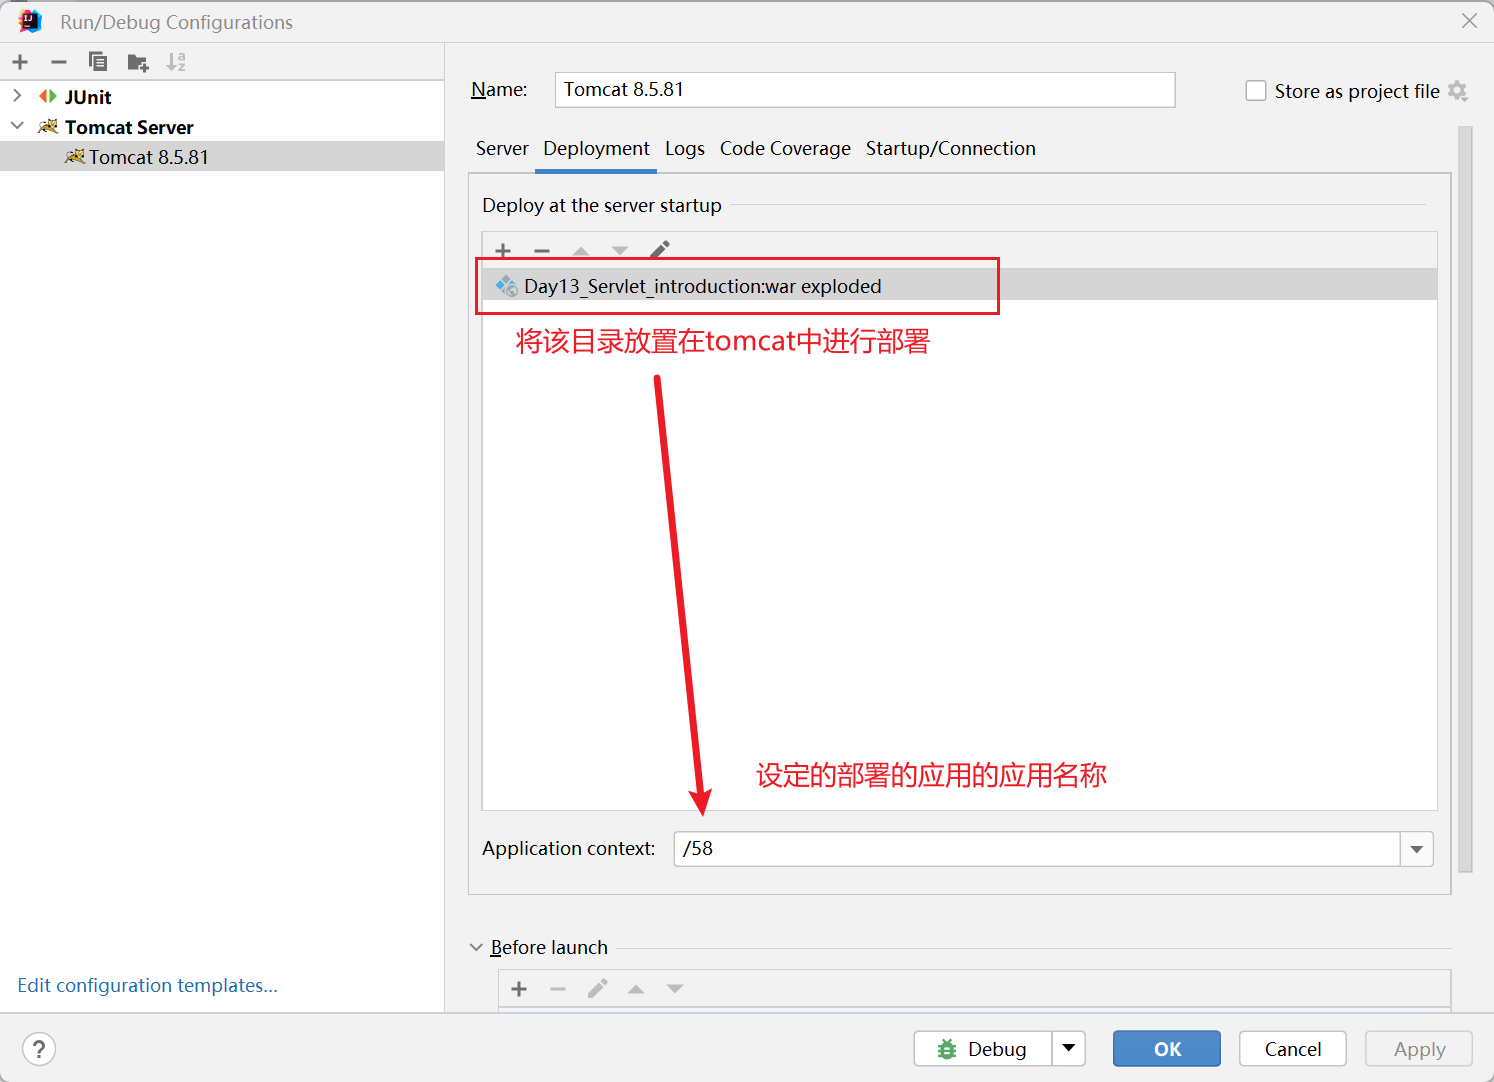 Run/Debug Configurations
JUnit
Tomcat Server
Tomcat 8.5.81
Edit configuration templates...
Name: Tomcat 8.5.81 Store as project file
Server Deployment Logs Code Coverage Startup/Connection
Deploy at the server startup
Day13_Servlet_introduction:war exploded
将该目录放置在tomcat中进行部署
设定的部署的应用的应用名称
Application context: /58
Before launch
? Debug OK Cancel Apply